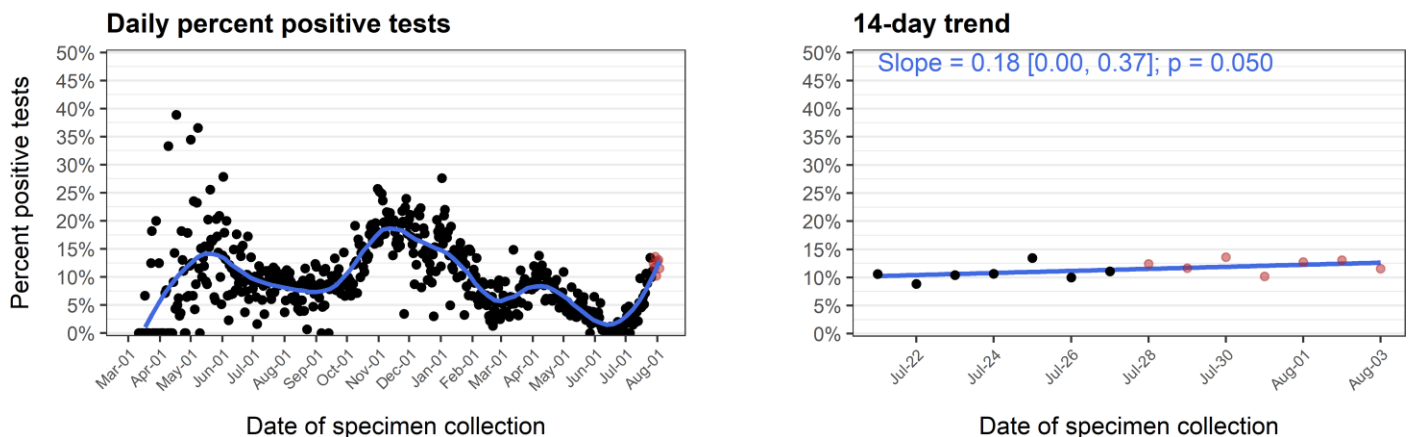 Daily percent positive tests
Percent positive tests
50%
45%
40%
35%
30%
25%
20%
15%
10%
5%
0%
Mar-01
Apr-01
May-01
Jun-01
Jul-01
Aug-01
Sep-01
Oct-01
Nov-01
Dec-01
Jan-01
Feb-01
Mar-01
Apr-01
May-01
Jun-01
Jul-01
Aug-01
Date of specimen collection
14-day trend
Slope = 0.18 [0.00, 0.37]; p = 0.050
50%
45%
40%
35%
30%
25%
20%
15%
10%
5%
0%
Jul-22
Jul-24
Jul-26
Jul-28
Jul-30
Aug-01
Aug-03
Date of specimen collection